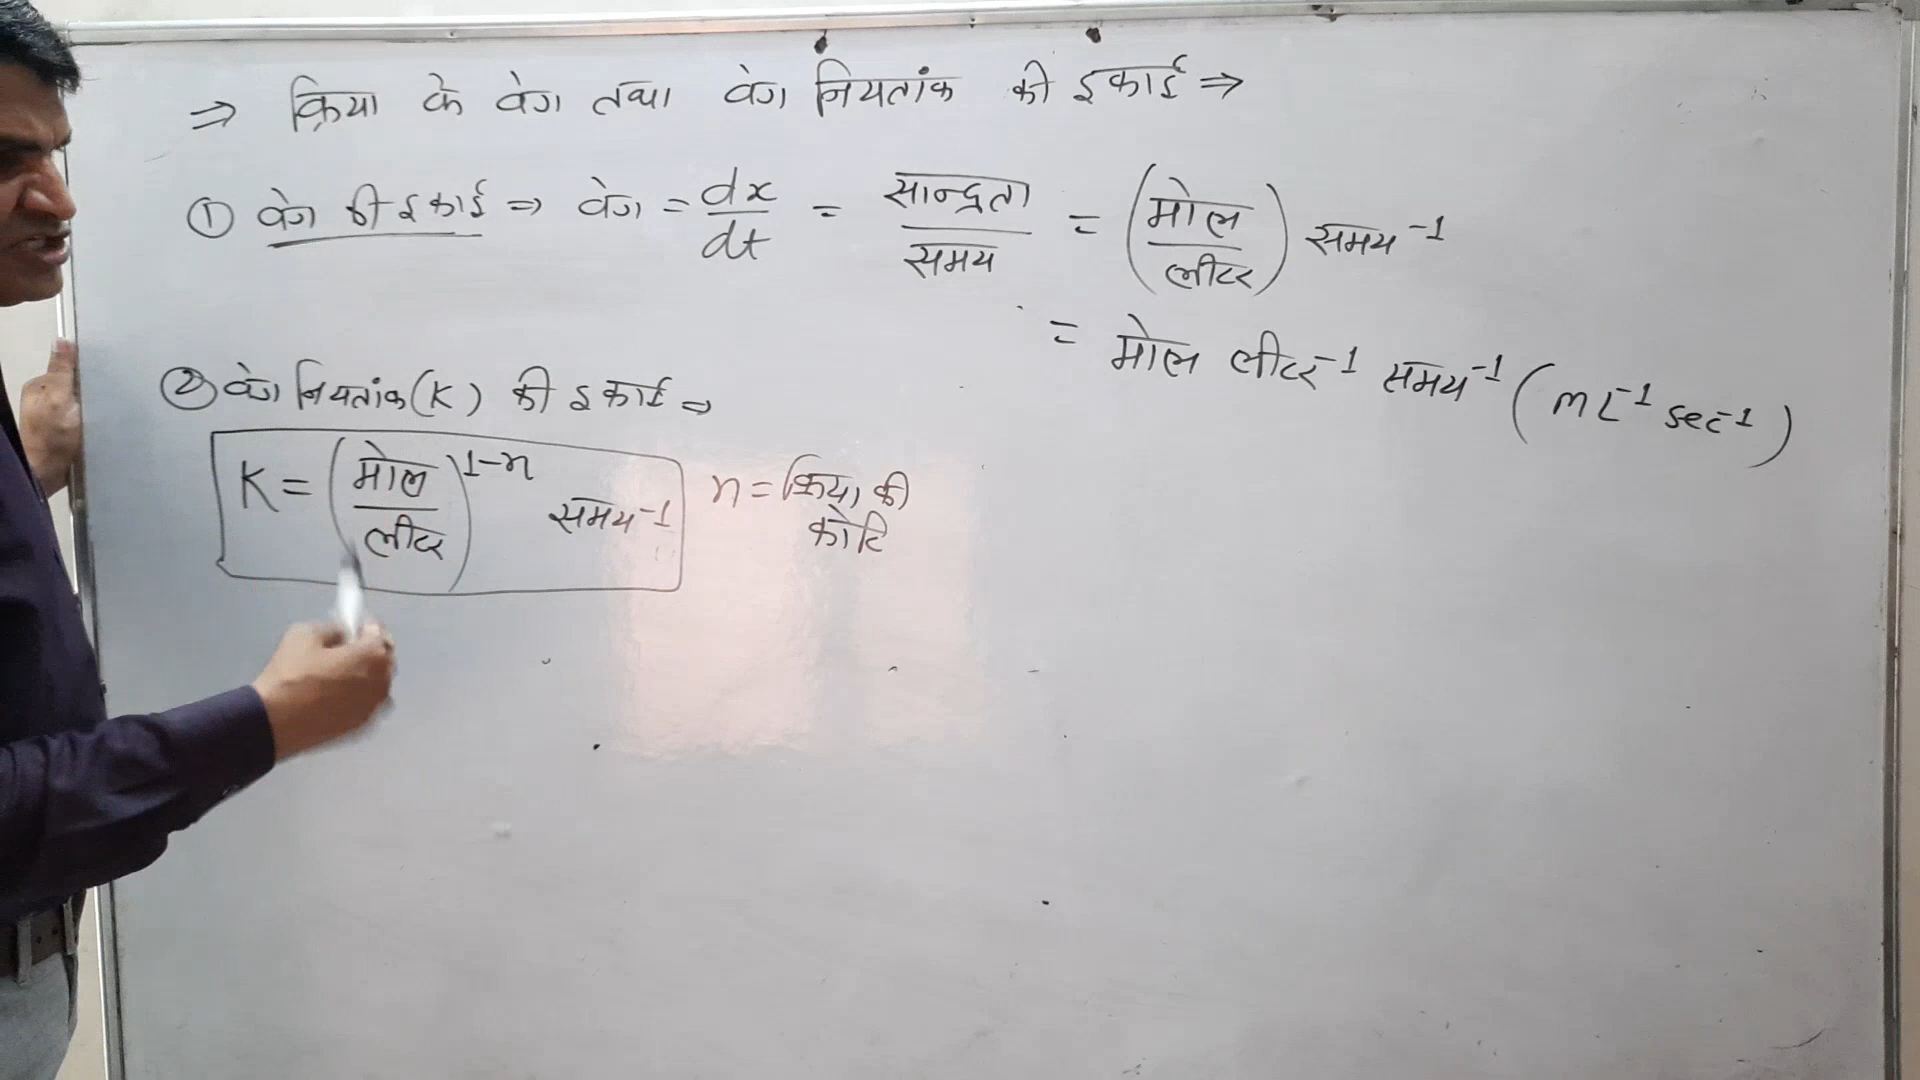 ⇒ क्रिया के वेग तथा वेग नियतांक की इकाई ⇒
① वेग की इकाई ⇒ वेग = dx/dt = सान्द्रता/समय = (मोल/लीटर) समय⁻¹
= मोल लीटर⁻¹ समय⁻¹ (mL⁻¹ sec⁻¹)
② वेग नियतांक (K) की इकाई ⇒
K = (मोल/लीटर)¹⁻ⁿ समय⁻¹ n = क्रिया की
कोटि